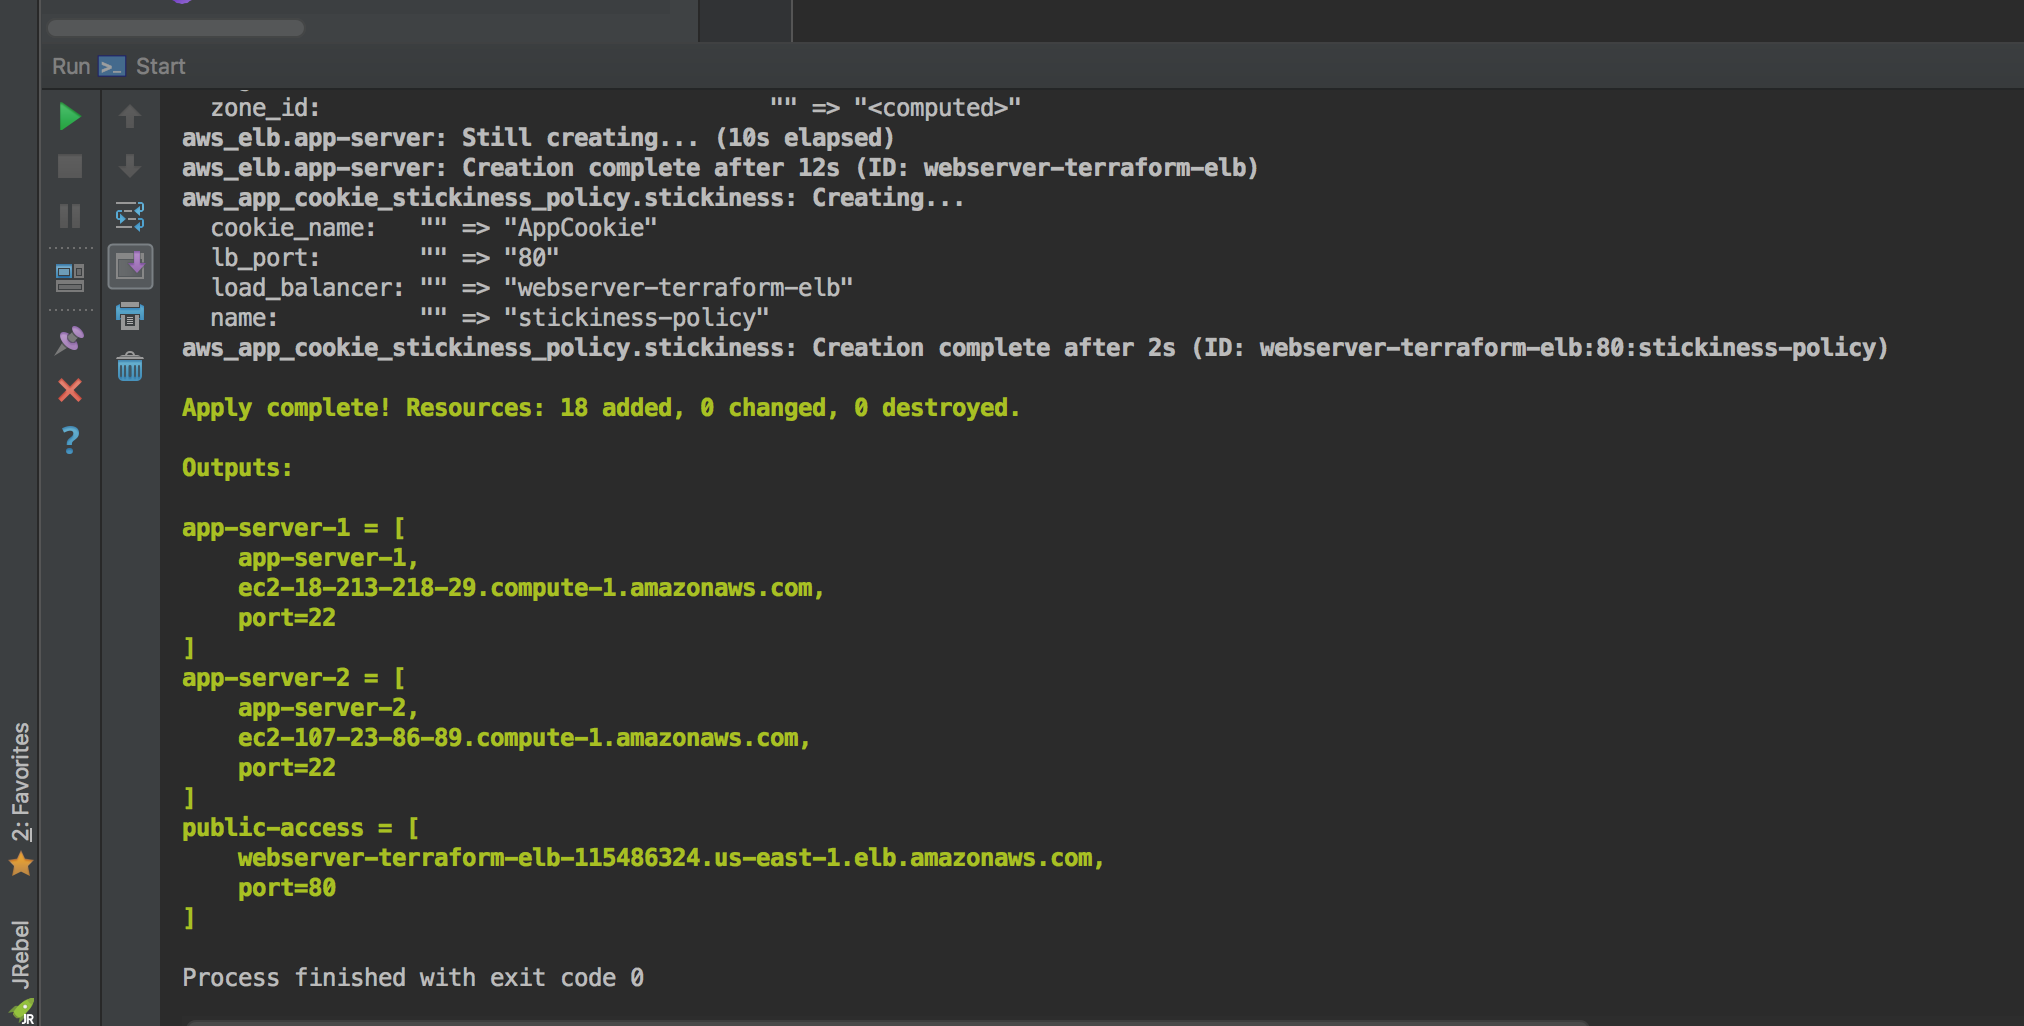 Run >_ Start
zone_id: "" => "<computed>"
aws_elb.app-server: Still creating... (10s elapsed)
aws_elb.app-server: Creation complete after 12s (ID: webserver-terraform-elb)
aws_app_cookie_stickiness_policy.stickiness: Creating...
cookie_name: "" => "AppCookie"
lb_port: "" => "80"
load_balancer: "" => "webserver-terraform-elb"
name: "" => "stickiness-policy"
aws_app_cookie_stickiness_policy.stickiness: Creation complete after 2s (ID: webserver-terraform-elb:80:stickiness-policy)
Apply complete! Resources: 18 added, 0 changed, 0 destroyed.
Outputs:
app-server-1 = [
app-server-1,
ec2-18-213-218-29.compute-1.amazonaws.com,
port=22
]
app-server-2 = [
app-server-2,
ec2-107-23-86-89.compute-1.amazonaws.com,
port=22
]
public-access = [
webserver-terraform-elb-115486324.us-east-1.elb.amazonaws.com,
port=80
]
Process finished with exit code 0
2: Favorites
JRebel
JR